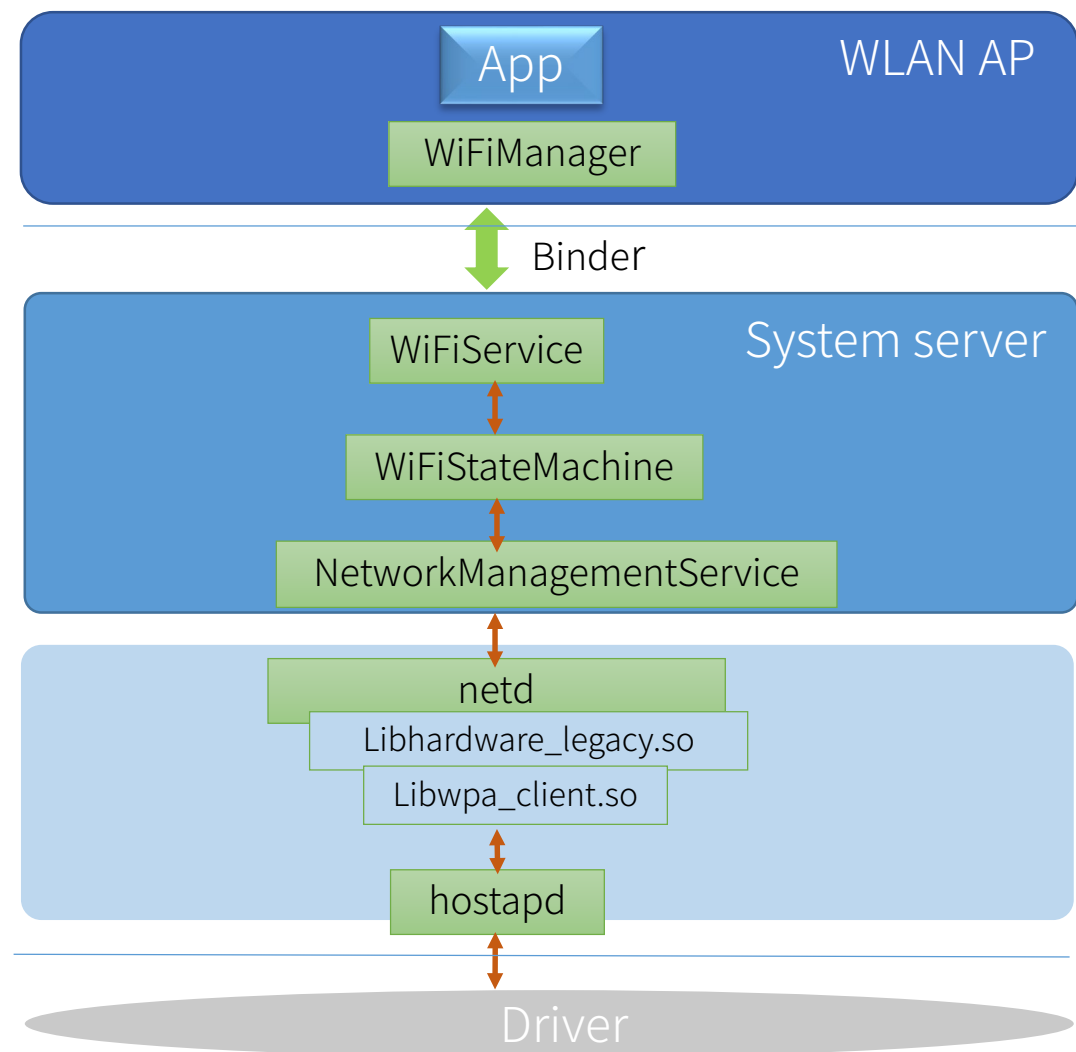 App
WLAN AP
WiFiManager
Binder
WiFiService
System server
WiFiStateMachine
NetworkManagementService
netd
Libhardware_legacy.so
Libwpa_client.so
hostapd
Driver